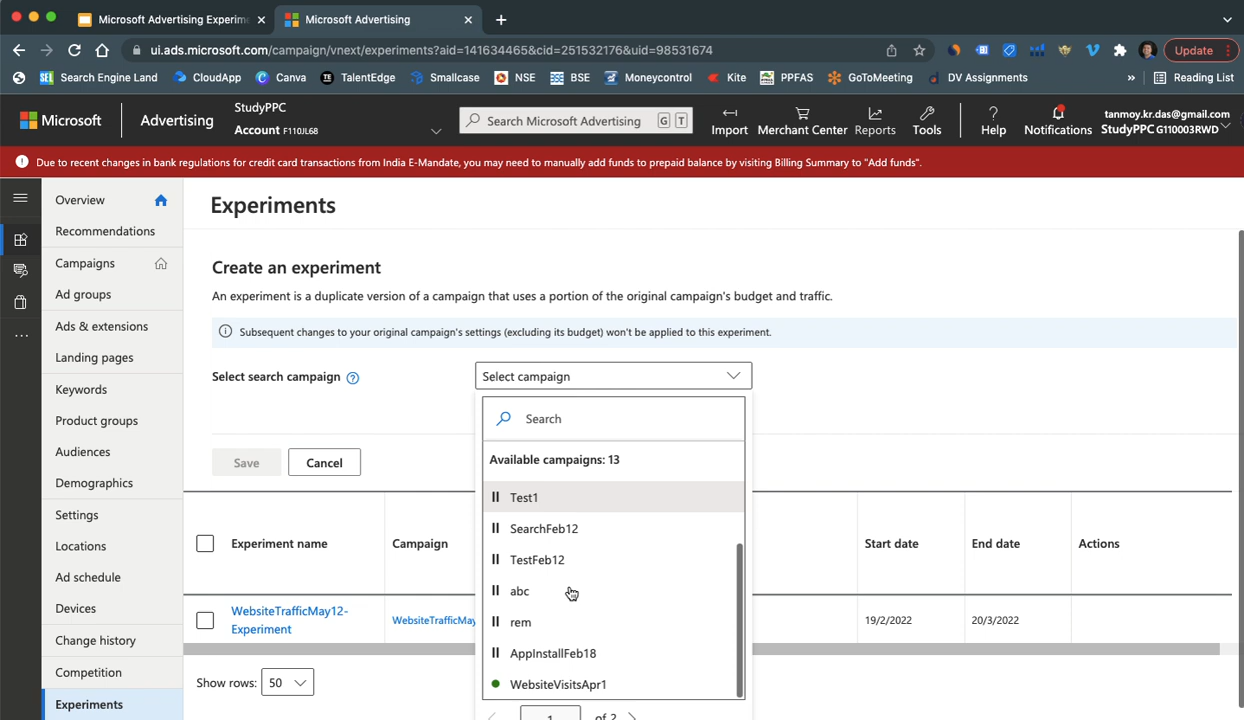 Microsoft Advertising Experim
Microsoft Advertising
ui.ads.microsoft.com/campaign/vnext/experiments?aid=141634465&cid=251532176&uid=98531674
Update
SEL Search Engine Land
CloudApp
Canva
TE TalentEdge
Smallcase
NSE
BSE
Moneycontrol
Kite
PPFAS
GoToMeeting
DV Assignments
»
Reading List
Microsoft
Advertising
StudyPPC
Account F110JL68
Search Microsoft Advertising G T
Import
Merchant Center
Reports
Tools
Help
Notifications
tanmoy.kr.das@gmail.com
StudyPPC G110003RWD
Due to recent changes in bank regulations for credit card transactions from India E-Mandate, you may need to manually add funds to prepaid balance by visiting Billing Summary to "Add funds".
Overview
Recommendations
Campaigns
Ad groups
Ads & extensions
Landing pages
Keywords
Product groups
Audiences
Demographics
Settings
Locations
Ad schedule
Devices
Change history
Competition
Experiments
Experiments
Create an experiment
An experiment is a duplicate version of a campaign that uses a portion of the original campaign's budget and traffic.
Subsequent changes to your original campaign's settings (excluding its budget) won't be applied to this experiment.
Select search campaign ?
Select campaign
Search
Available campaigns: 13
Test1
SearchFeb12
TestFeb12
abc
rem
AppInstallFeb18
WebsiteVisitsApr1
1 of 2
Save
Cancel
Experiment name
Campaign
Start date
End date
Actions
WebsiteTrafficMay12-
Experiment
WebsiteTrafficMay
19/2/2022
20/3/2022
Show rows: 50